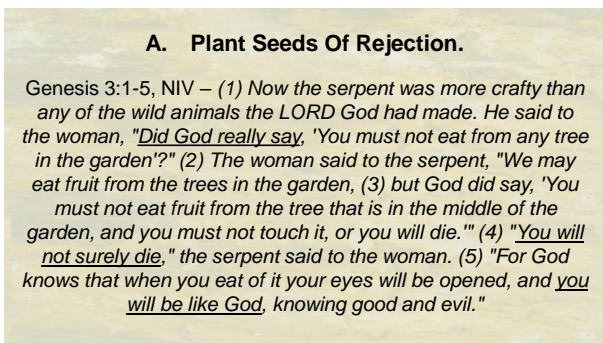 A. Plant Seeds Of Rejection.
Genesis 3:1-5, NIV – (1) Now the serpent was more crafty than
any of the wild animals the LORD God had made. He said to
the woman, "Did God really say, 'You must not eat from any tree
in the garden'?" (2) The woman said to the serpent, "We may
eat fruit from the trees in the garden, (3) but God did say, 'You
must not eat fruit from the tree that is in the middle of the
garden, and you must not touch it, or you will die.'" (4) "You will
not surely die," the serpent said to the woman. (5) "For God
knows that when you eat of it your eyes will be opened, and you
will be like God, knowing good and evil."